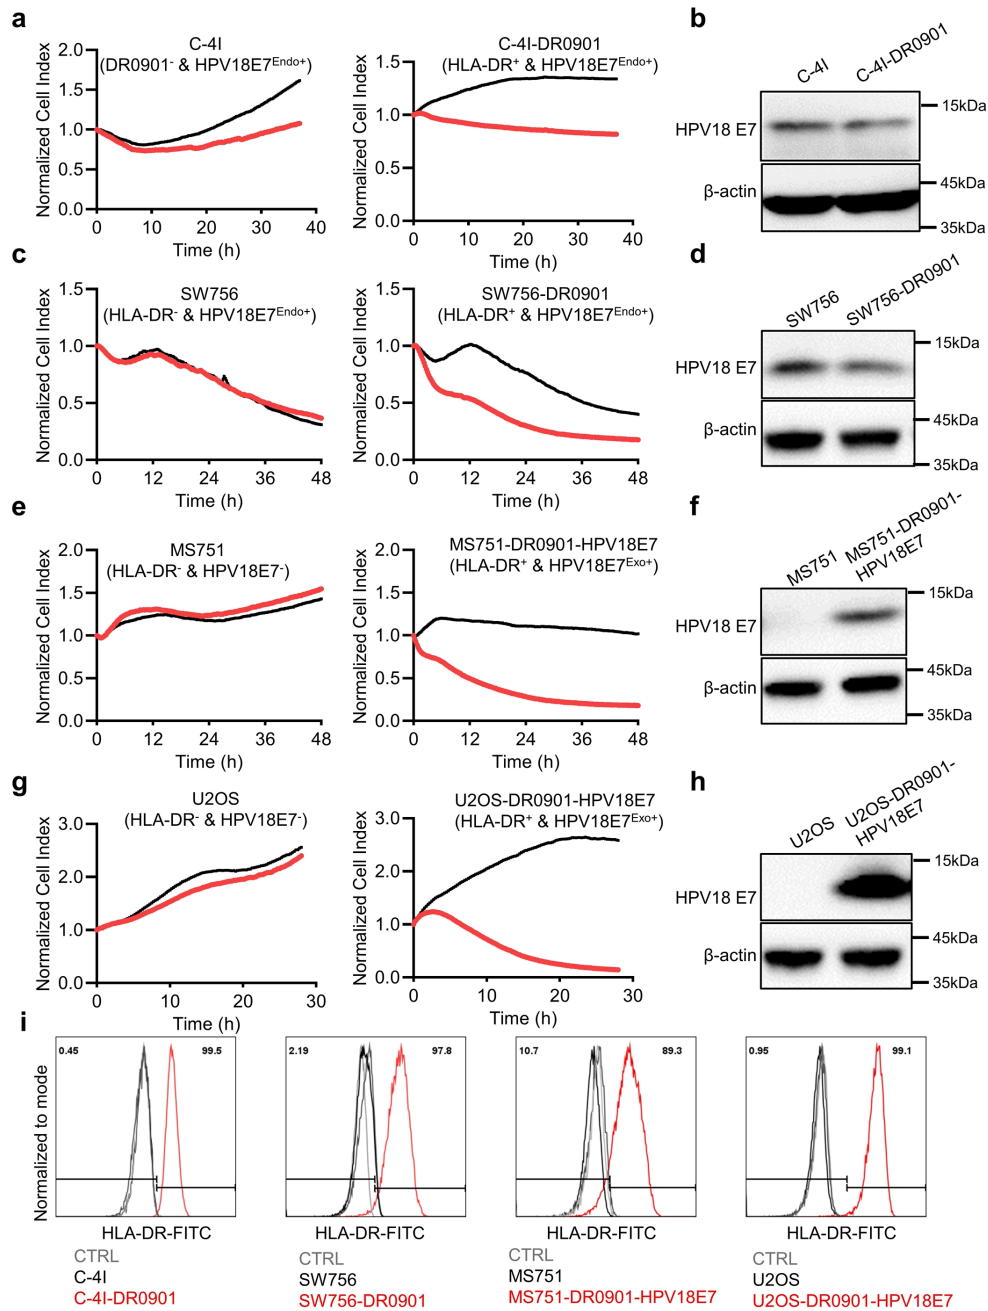 a
C-4I
(DR0901⁻ & HPV18E7ᴱⁿᵈᵒ⁺)
Normalized Cell Index
2.0
1.5
1.0
0.5
0.0
0 10 20 30 40
Time (h)
C-4I-DR0901
(HLA-DR⁺ & HPV18E7ᴱⁿᵈᵒ⁺)
Normalized Cell Index
1.5
1.0
0.5
0.0
0 10 20 30 40
Time (h)
b
C-4I C-4I-DR0901
HPV18 E7
15kDa
β-actin
45kDa
35kDa
c
SW756
(HLA-DR⁻ & HPV18E7ᴱⁿᵈᵒ⁺)
Normalized Cell Index
1.5
1.0
0.5
0.0
0 12 24 36 48
Time (h)
SW756-DR0901
(HLA-DR⁺ & HPV18E7ᴱⁿᵈᵒ⁺)
Normalized Cell Index
1.5
1.0
0.5
0.0
0 12 24 36 48
Time (h)
d
SW756 SW756-DR0901
HPV18 E7
15kDa
β-actin
45kDa
35kDa
e
MS751
(HLA-DR⁻ & HPV18E7⁻)
Normalized Cell Index
2.0
1.5
1.0
0.5
0.0
0 12 24 36 48
Time (h)
MS751-DR0901-HPV18E7
(HLA-DR⁺ & HPV18E7ᴱˣᵒ⁺)
Normalized Cell Index
2.0
1.5
1.0
0.5
0.0
0 12 24 36 48
Time (h)
f
MS751 MS751-DR0901-
HPV18E7
HPV18 E7
15kDa
β-actin
45kDa
35kDa
g
U2OS
(HLA-DR⁻ & HPV18E7⁻)
Normalized Cell Index
3.0
2.0
1.0
0.0
0 10 20 30
Time (h)
U2OS-DR0901-HPV18E7
(HLA-DR⁺ & HPV18E7ᴱˣᵒ⁺)
Normalized Cell Index
3.0
2.0
1.0
0.0
0 10 20 30
Time (h)
h
U2OS U2OS-DR0901-
HPV18E7
HPV18 E7
15kDa
β-actin
45kDa
35kDa
i
Normalized to mode
0.45 99.5
HLA-DR-FITC
CTRL
C-4I
C-4I-DR0901
2.19 97.8
HLA-DR-FITC
CTRL
SW756
SW756-DR0901
10.7 89.3
HLA-DR-FITC
CTRL
MS751
MS751-DR0901-HPV18E7
0.95 99.1
HLA-DR-FITC
CTRL
U2OS
U2OS-DR0901-HPV18E7